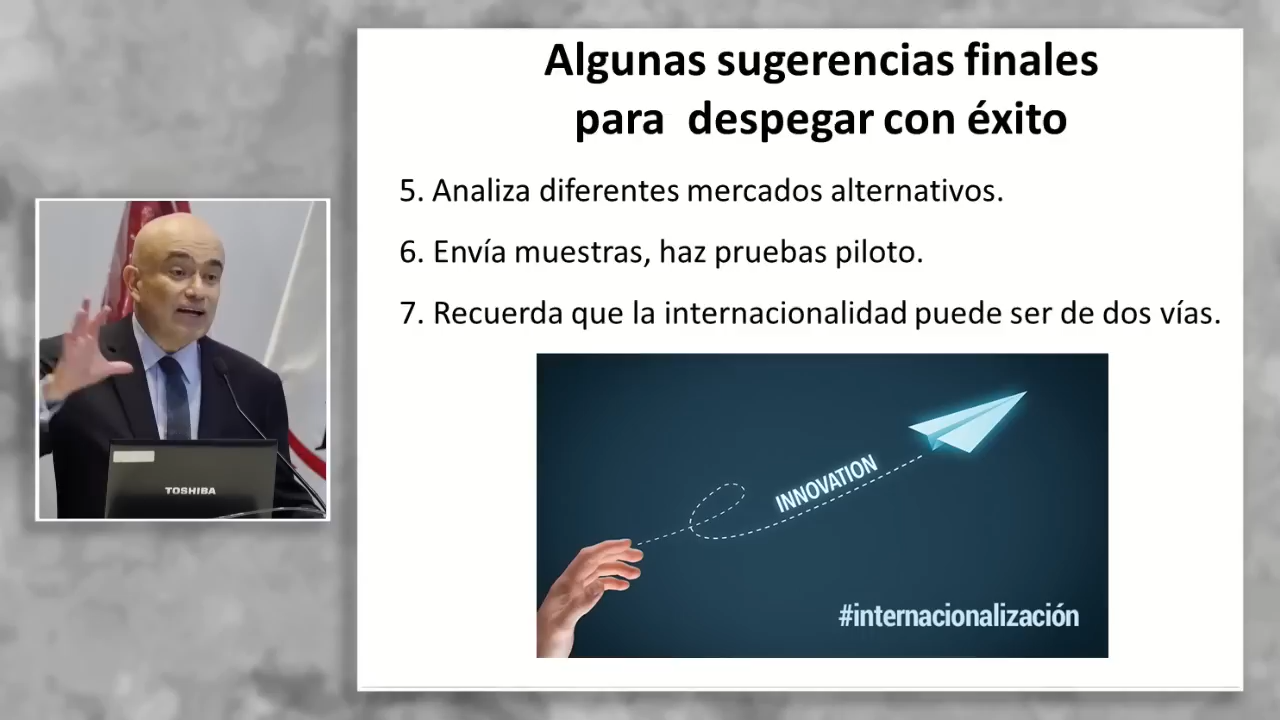 Algunas sugerencias finales
para despegar con éxito
5. Analiza diferentes mercados alternativos.
6. Envía muestras, haz pruebas piloto.
7. Recuerda que la internacionalidad puede ser de dos vías.
INNOVATION
#internacionalización
TOSHIBA